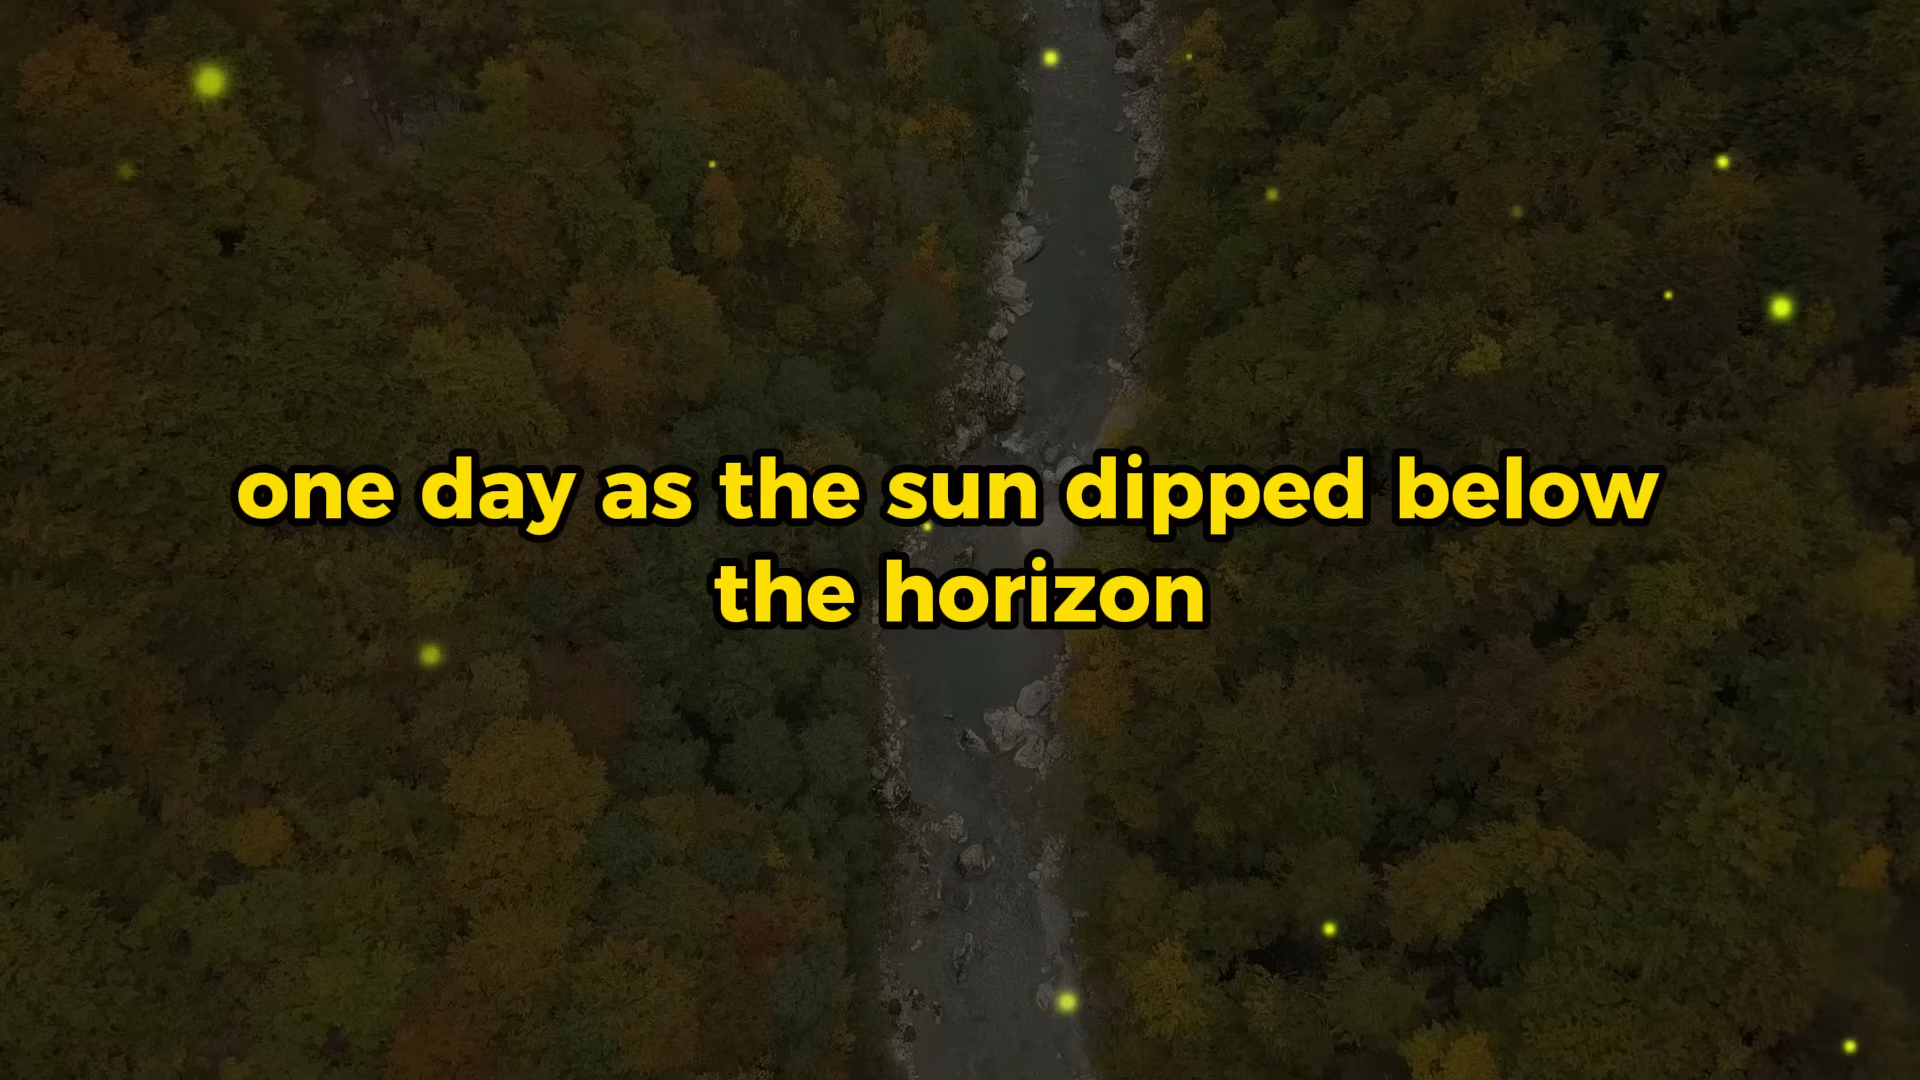 one day as the sun dipped below
the horizon